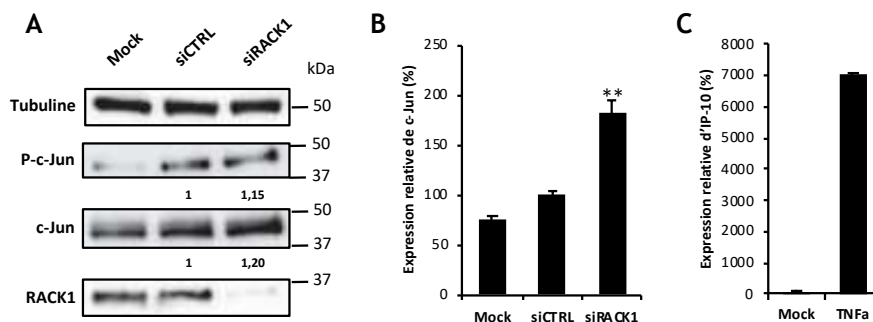 A
Mock
siCTRL
siRACK1
kDa
Tubuline
50
P-c-Jun
50
37
1 1,15
c-Jun
50
37
1 1,20
RACK1
37
B
Expression relative de c-Jun (%)
250
200
150
100
50
0
**
Mock siCTRL siRACK1
C
Expression relative d’IP-10 (%)
8000
7000
6000
5000
4000
3000
2000
1000
0
Mock TNFa